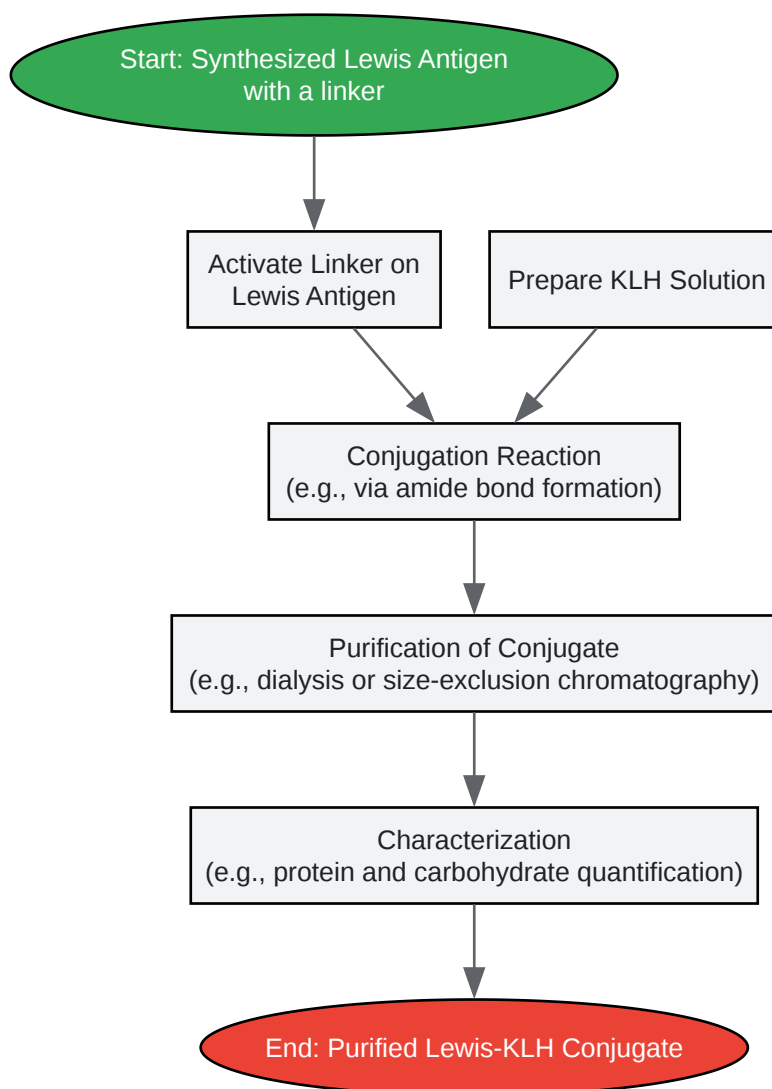 Start: Synthesized Lewis Antigen
with a linker
Activate Linker on
Lewis Antigen
Prepare KLH Solution
Conjugation Reaction
(e.g., via amide bond formation)
Purification of Conjugate
(e.g., dialysis or size-exclusion chromatography)
Characterization
(e.g., protein and carbohydrate quantification)
End: Purified Lewis-KLH Conjugate